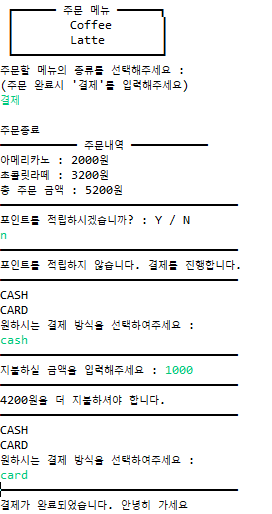 주문 메뉴
Coffee
Latte
주문할 메뉴의 종류를 선택해주세요 :
(주문 완료시 '결제'를 입력해주세요)
결제
주문종료
주문내역
아메리카노 : 2000원
초콜릿라떼 : 3200원
총 주문 금액 : 5200원
포인트를 적립하시겠습니까? : Y / N
n
포인트를 적립하지 않습니다. 결제를 진행합니다.
CASH
CARD
원하시는 결제 방식을 선택하여주세요 :
cash
지불하실 금액을 입력해주세요 : 1000
4200원을 더 지불하셔야 합니다.
CASH
CARD
원하시는 결제 방식을 선택하여주세요 :
card
결제가 완료되었습니다. 안녕히 가세요